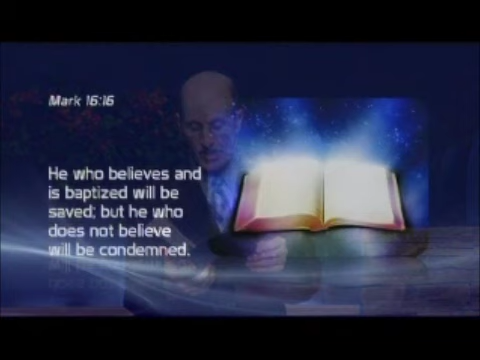 Mark 16:16
He who believes and
is baptized will be
saved; but he who
does not believe
will be condemned.